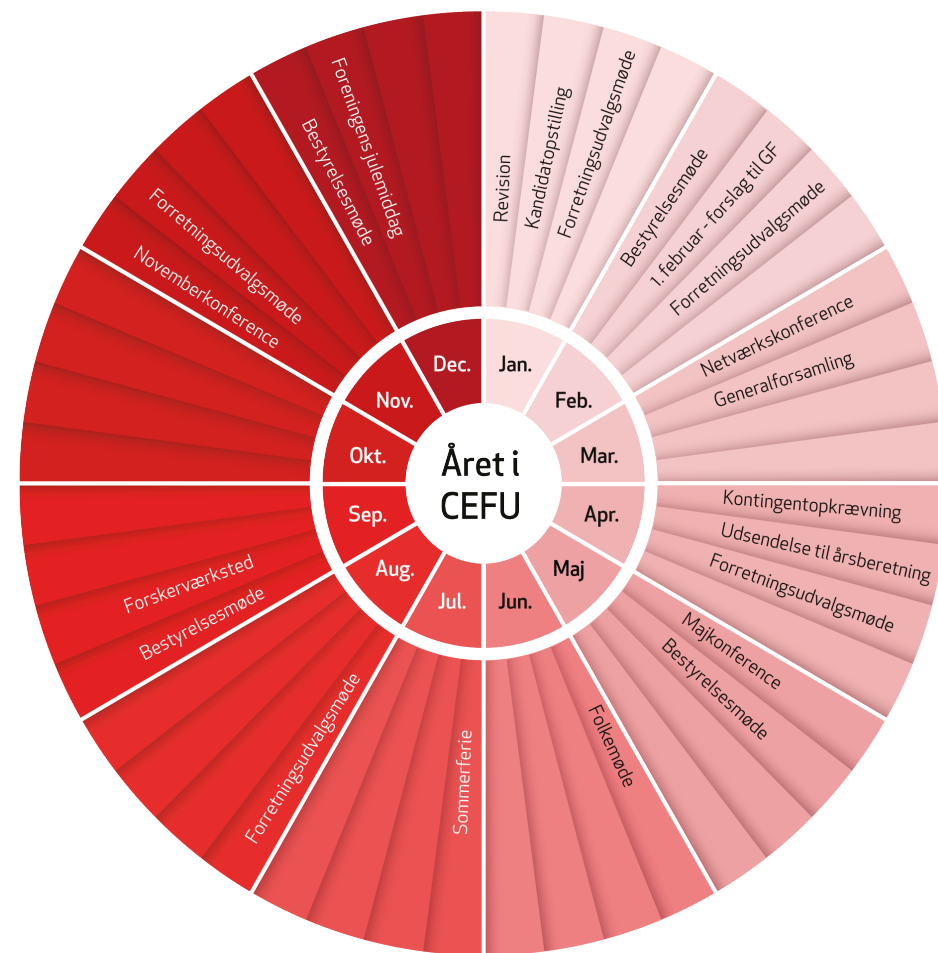 Året i
CEFU
Jan.
Revision
Kandidatopstilling
Forretningsudvalgsmøde
Feb.
Bestyrelsesmøde
1. februar - forslag til GF
Forretningsudvalgsmøde
Mar.
Netværkskonference
Generalforsamling
Apr.
Kontingentopkrævning
Udsendelse til årsberetning
Forretningsudvalgsmøde
Maj
Majkonference
Bestyrelsesmøde
Jun.
Folkemøde
Jul.
Sommerferie
Aug.
Forretningsudvalgsmøde
Sep.
Bestyrelsesmøde
Forskerværksted
Okt.
Nov.
Novemberkonference
Forretningsudvalgsmøde
Dec.
Bestyrelsesmøde
Foreningens julemiddag